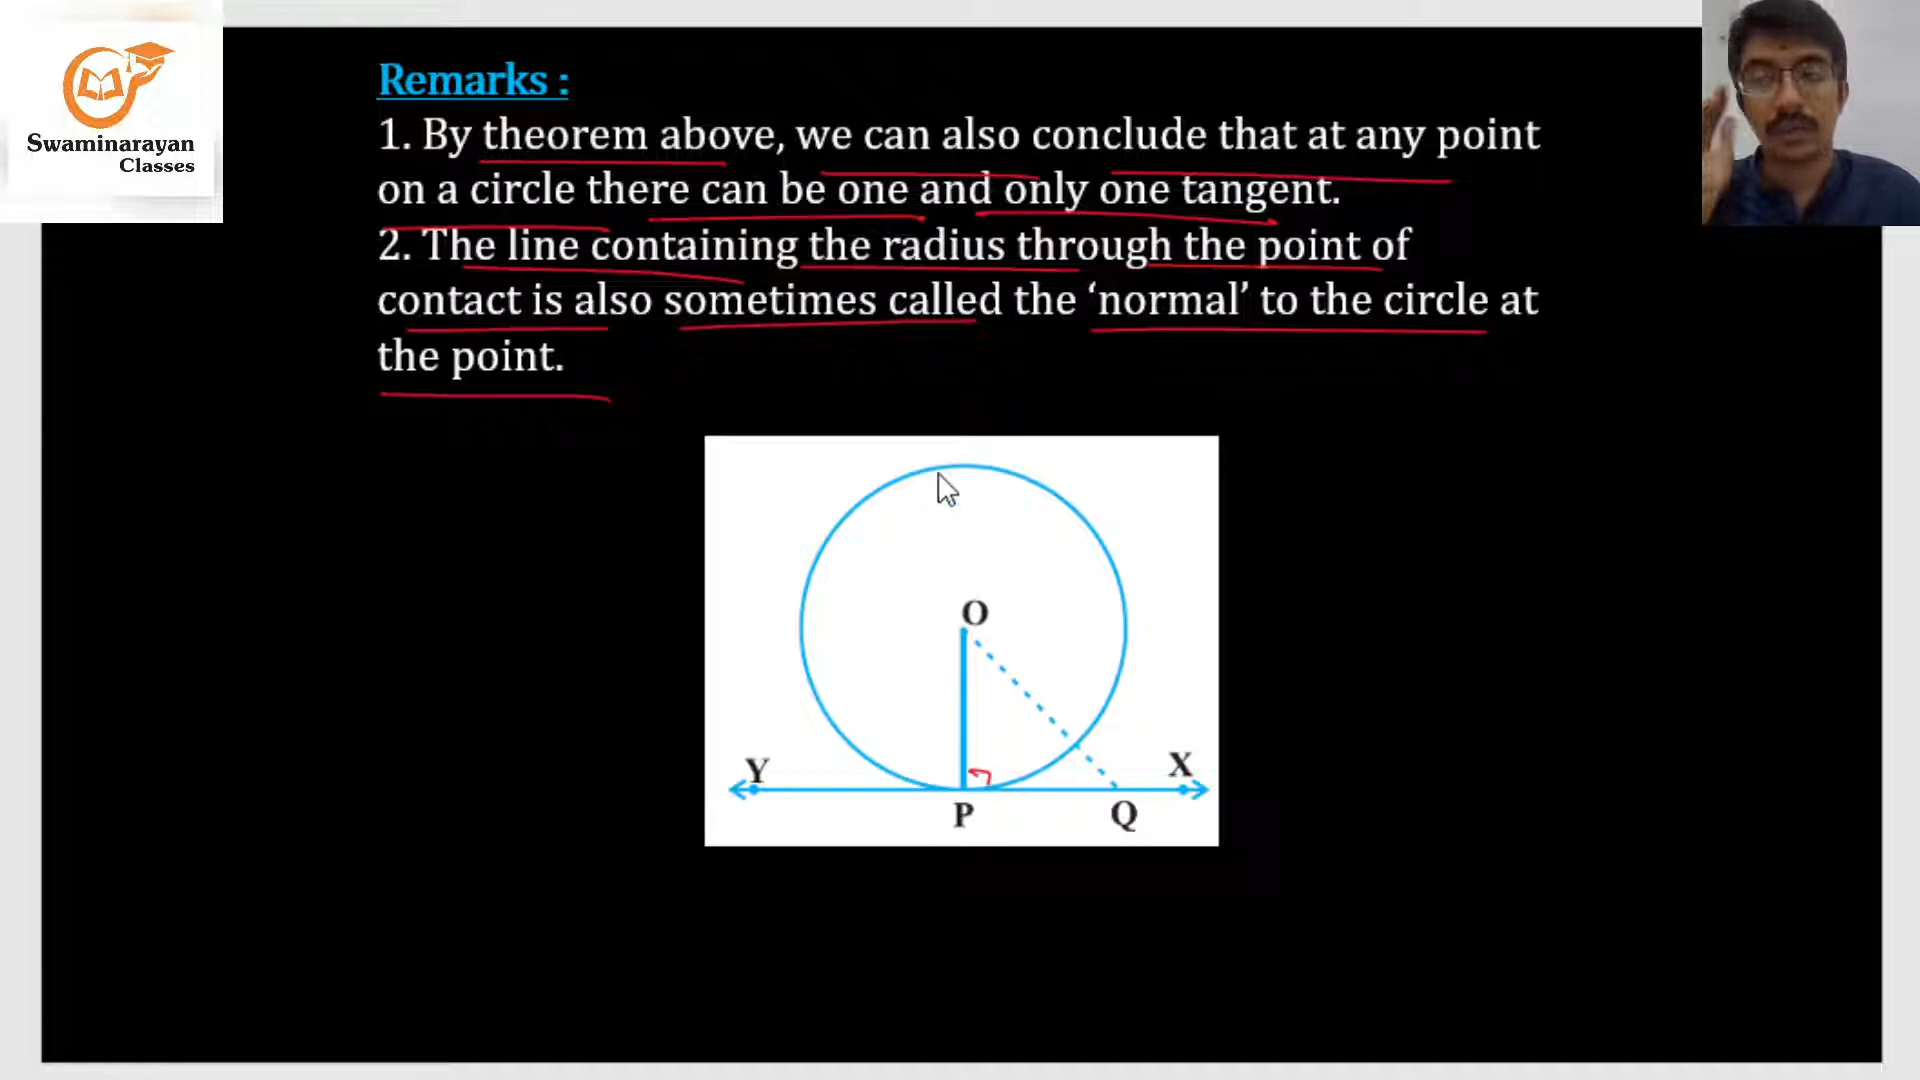 Swaminarayan
Classes
Remarks :
1. By theorem above, we can also conclude that at any point
on a circle there can be one and only one tangent.
2. The line containing the radius through the point of
contact is also sometimes called the ‘normal’ to the circle at
the point.
O
Y
X
P
Q